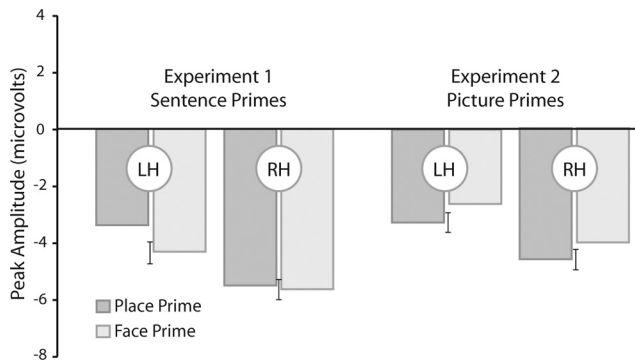 4
2
0
-2
-4
-6
-8
Peak Amplitude (microvolts)
Experiment 1
Sentence Primes
Experiment 2
Picture Primes
LH
RH
LH
RH
Place Prime
Face Prime